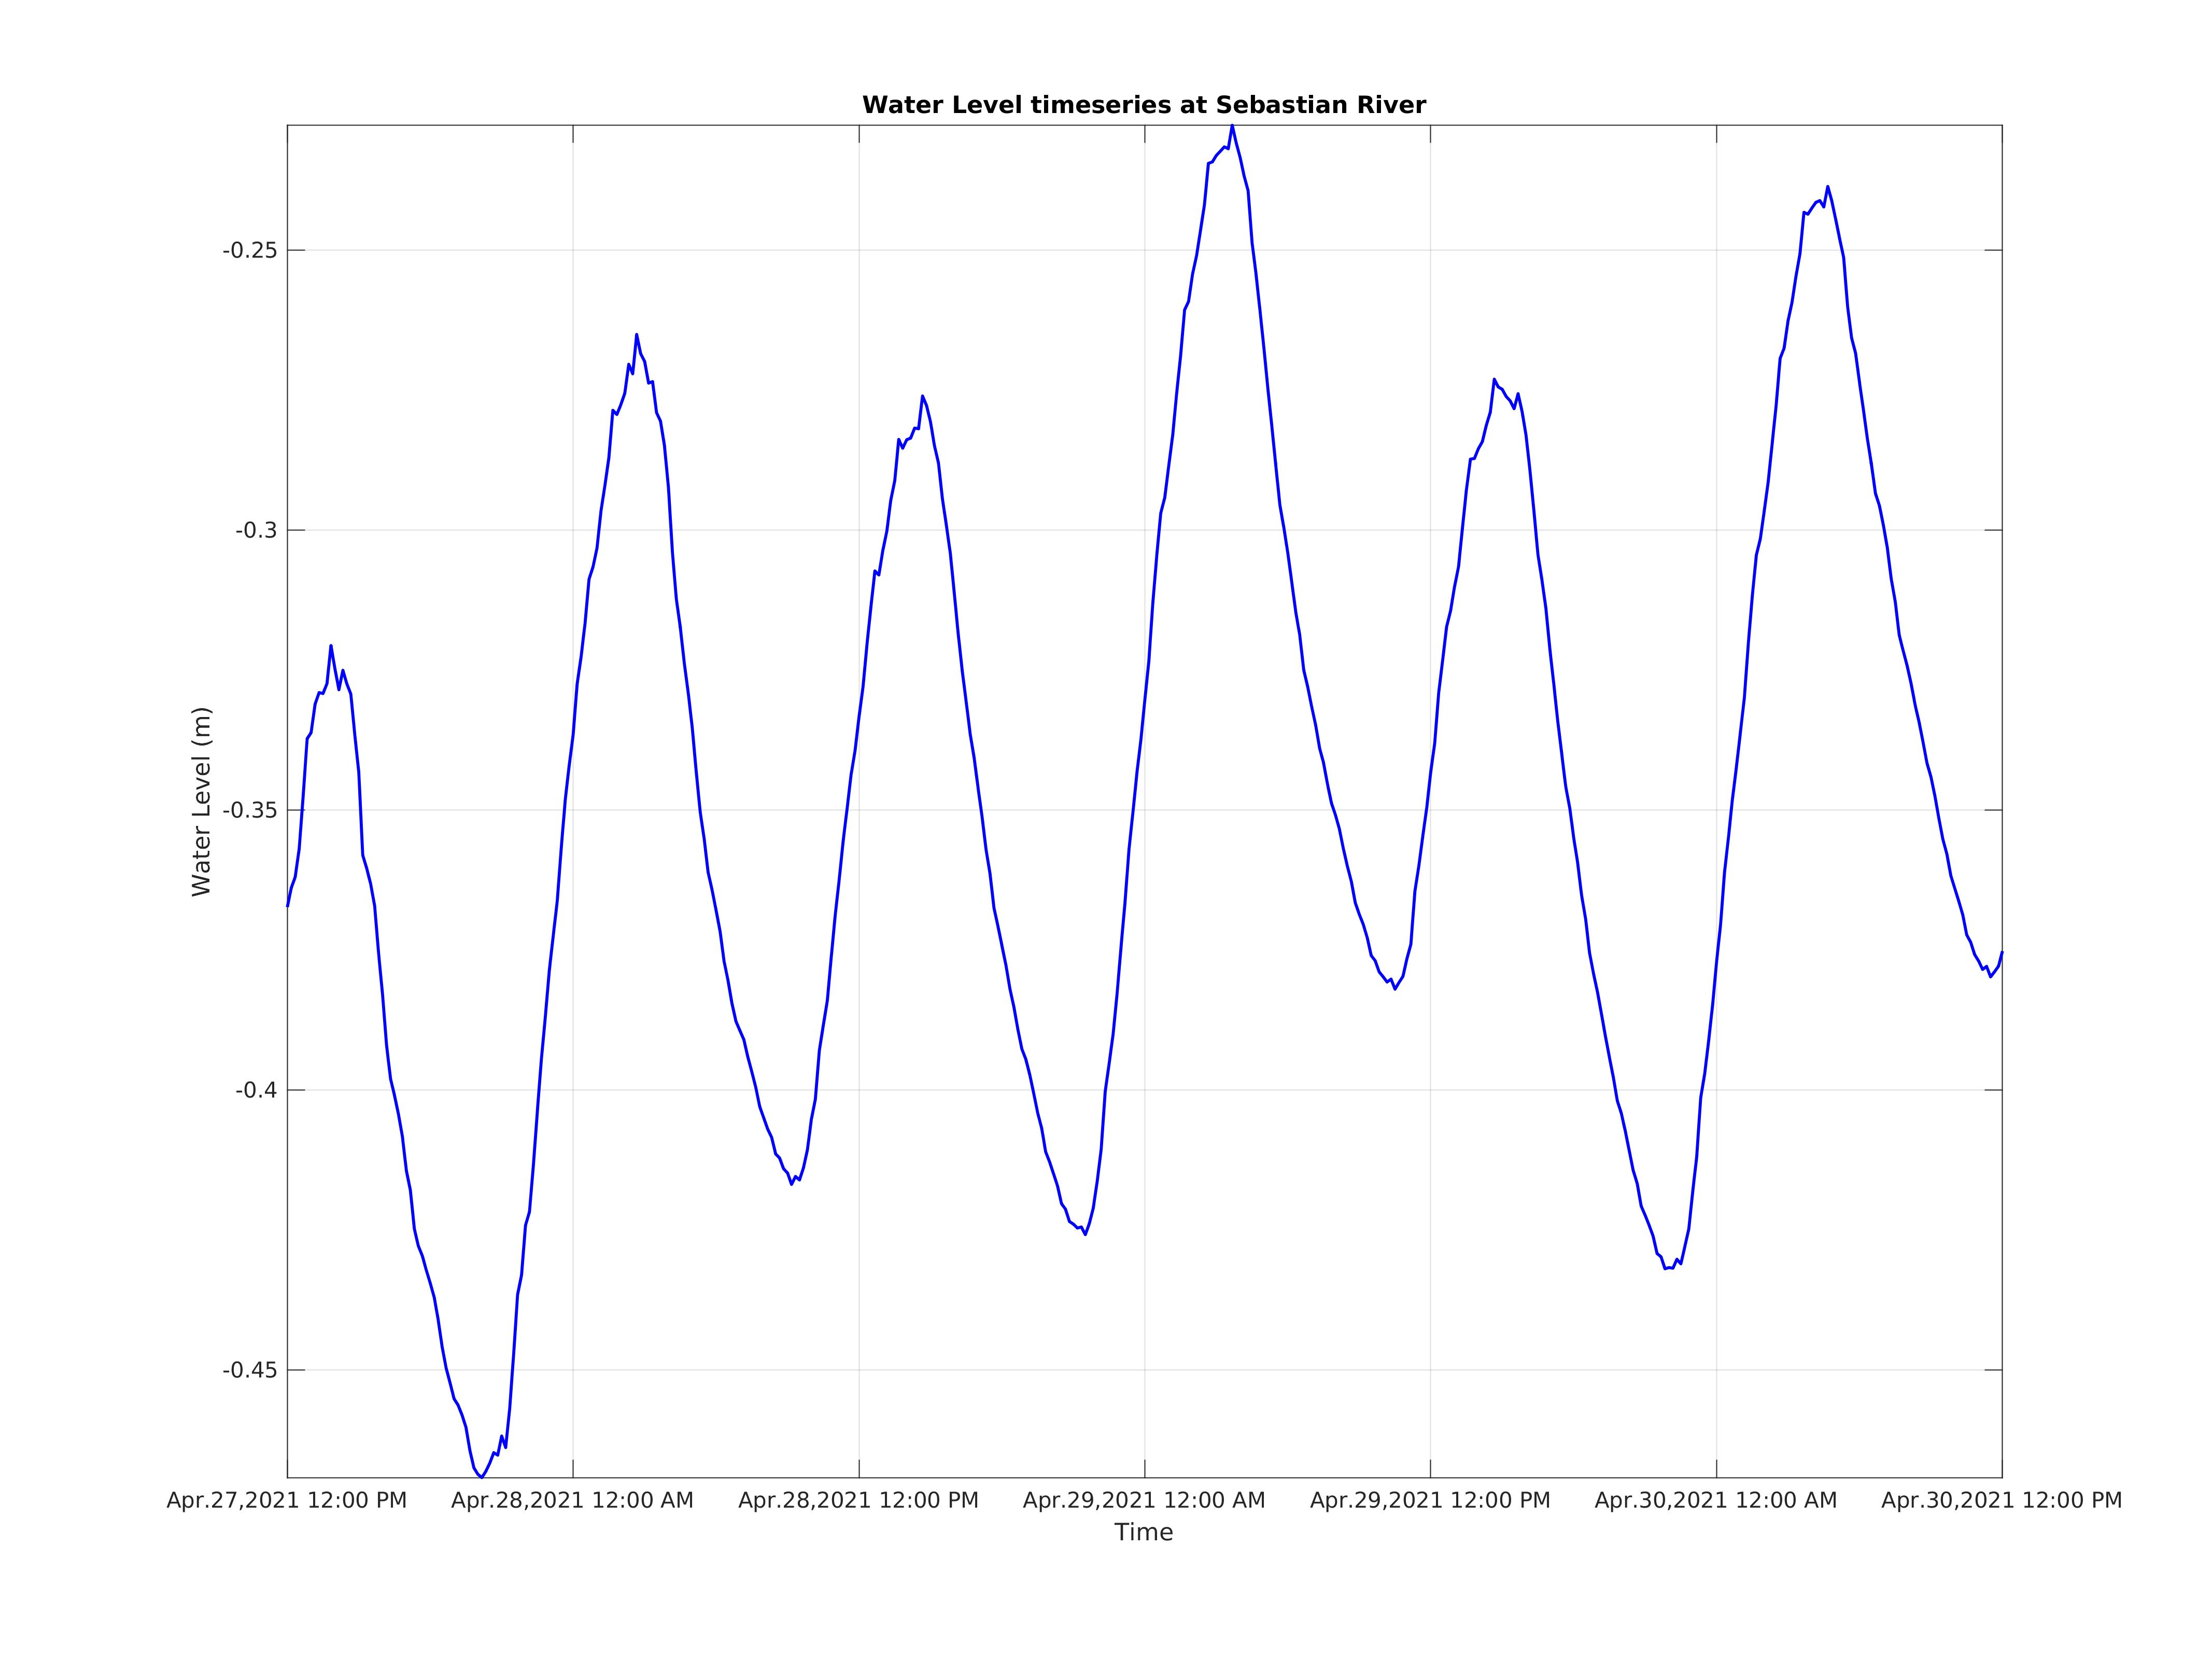 Water Level timeseries at Sebastian River
Water Level (m)
-0.25
-0.3
-0.35
-0.4
-0.45
Apr.27,2021 12:00 PM Apr.28,2021 12:00 AM Apr.28,2021 12:00 PM Apr.29,2021 12:00 AM Apr.29,2021 12:00 PM Apr.30,2021 12:00 AM Apr.30,2021 12:00 PM
Time